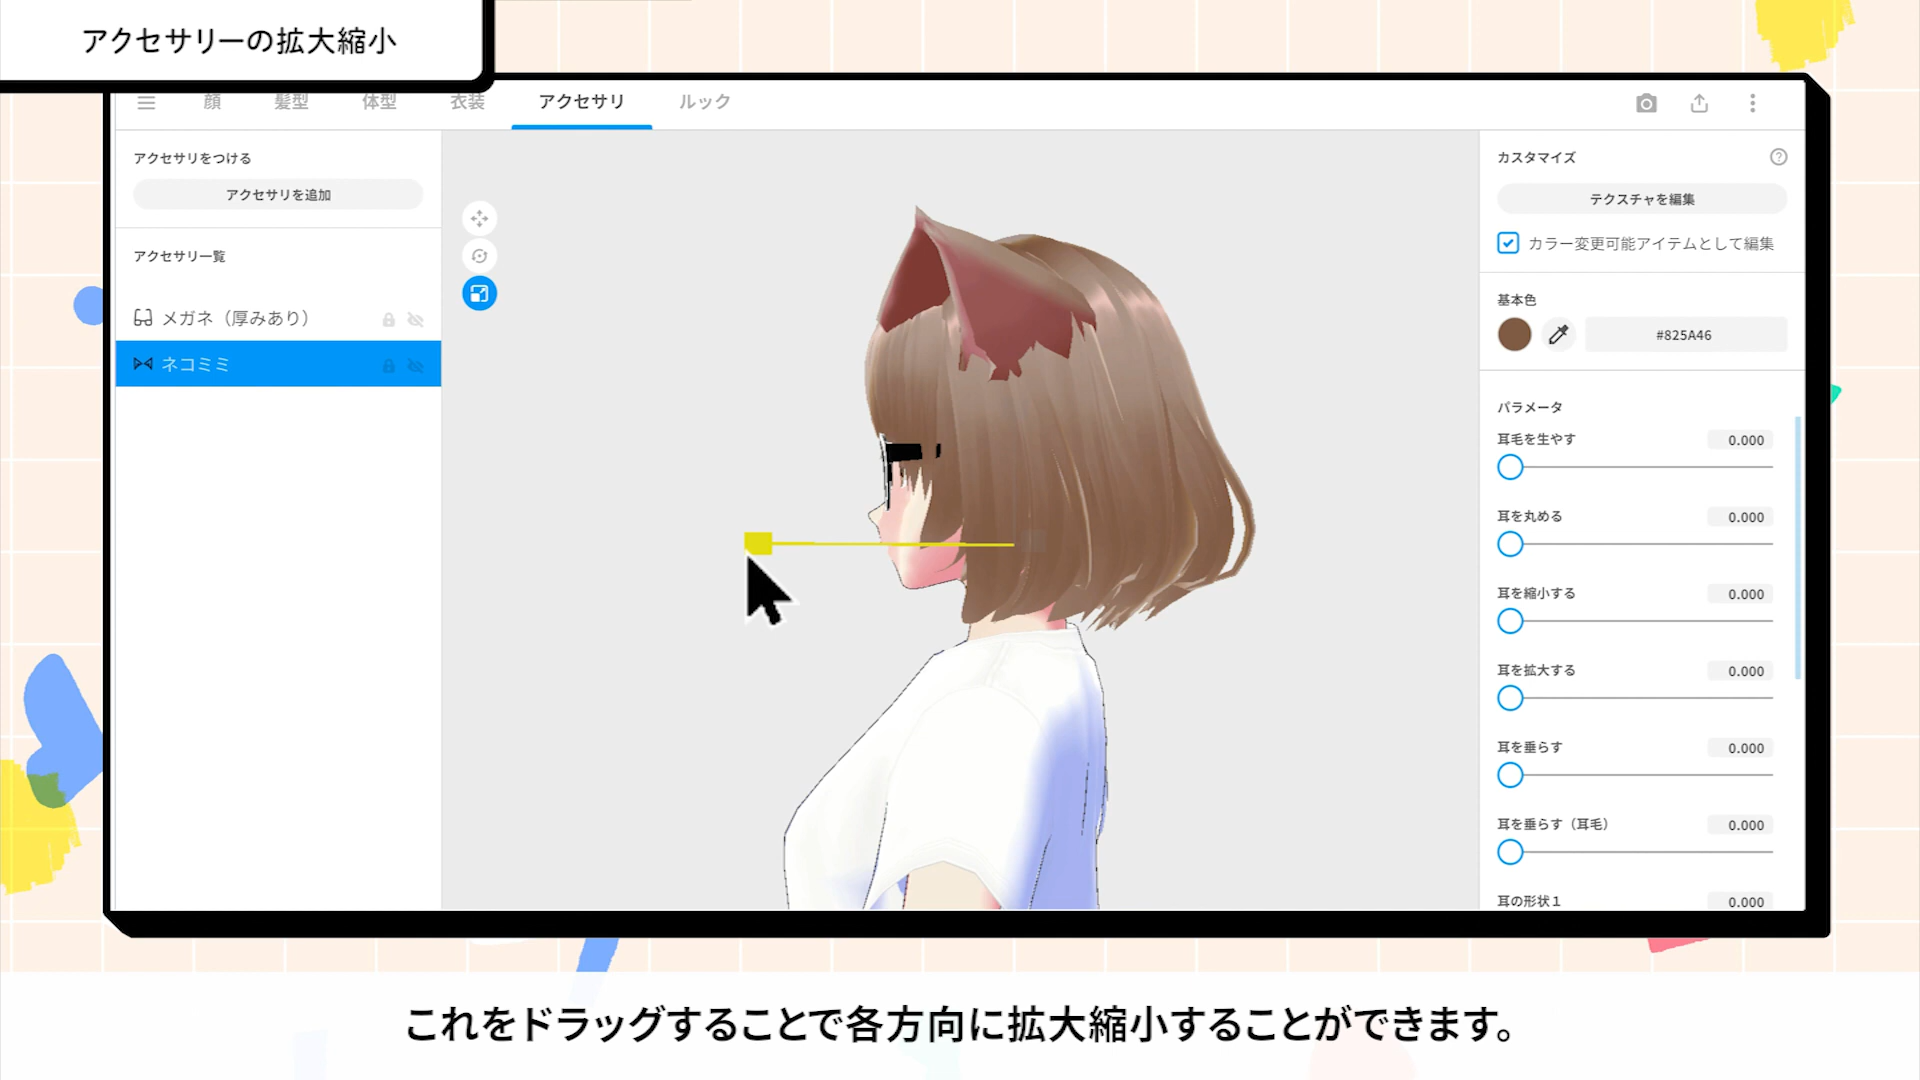 アクセサリーの拡大縮小
顔
髪型
体型
衣装
アクセサリ
ルック
アクセサリをつける
アクセサリを追加
アクセサリ一覧
メガネ（厚みあり）
ネコミミ
カスタマイズ
テクスチャを編集
カラー変更可能アイテムとして編集
基本色
#825A46
パラメータ
耳毛を生やす 0.000
耳を丸める 0.000
耳を縮小する 0.000
耳を拡大する 0.000
耳を垂らす 0.000
耳を垂らす（耳毛） 0.000
耳の形状１ 0.000
これをドラッグすることで各方向に拡大縮小することができます。